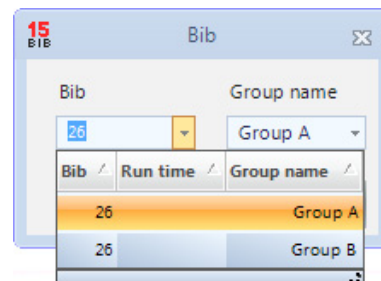 15
BIB
Bib
Bib Group name
26 Group A
Bib Run time Group name
26 Group A
26 Group B